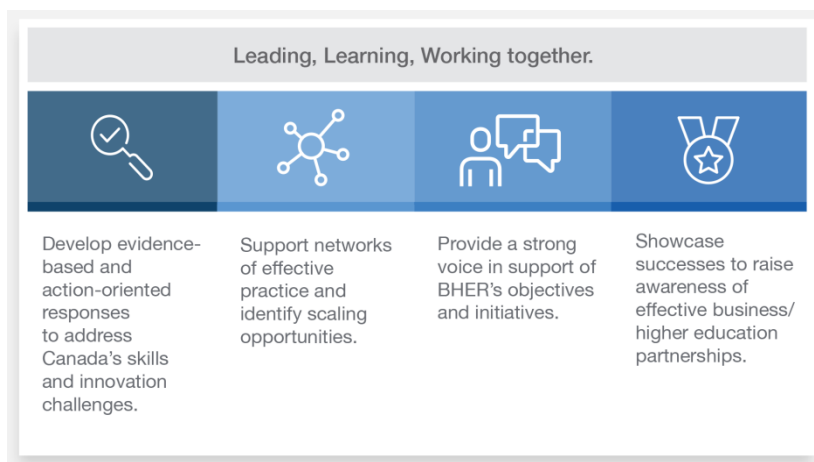 Leading, Learning, Working together.
Develop evidence-
based and
action-oriented
responses
to address
Canada's skills
and innovation
challenges.
Support networks
of effective
practice and
identify scaling
opportunities.
Provide a strong
voice in support of
BHER's objectives
and initiatives.
Showcase
successes to raise
awareness of
effective business/
higher education
partnerships.